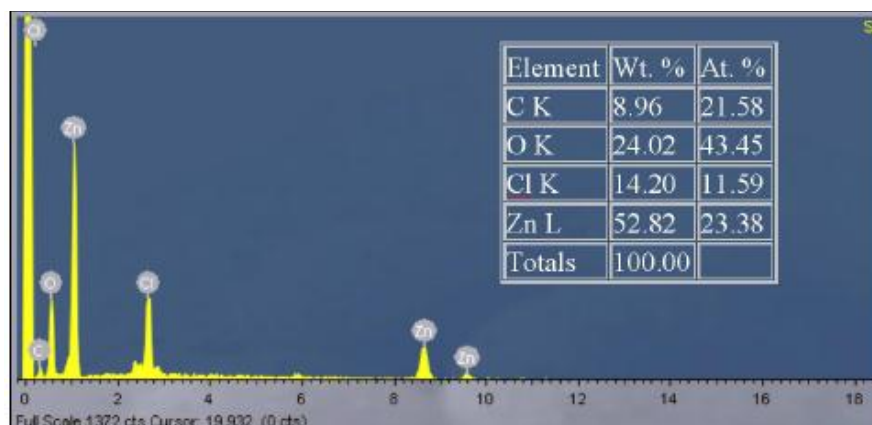 Cl
S
Element Wt. % At. %
C K 8.96 21.58
O K 24.02 43.45
Cl K 14.20 11.59
Zn L 52.82 23.38
Totals 100.00
Zn
O
Cl
C
Zn
Zn
0 2 4 6 8 10 12 14 16 18
Full Scale 1372 cts Cursor: 19.932 (0 cts)